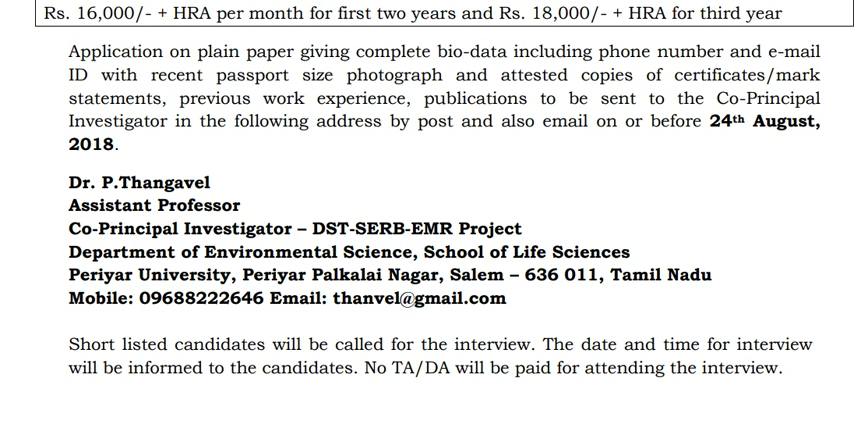 Rs. 16,000/- + HRA per month for first two years and Rs. 18,000/- + HRA for third year
Application on plain paper giving complete bio-data including phone number and e-mail
ID with recent passport size photograph and attested copies of certificates/mark
statements, previous work experience, publications to be sent to the Co-Principal
Investigator in the following address by post and also email on or before 24th August,
2018.
Dr. P.Thangavel
Assistant Professor
Co-Principal Investigator – DST-SERB-EMR Project
Department of Environmental Science, School of Life Sciences
Periyar University, Periyar Palkalai Nagar, Salem – 636 011, Tamil Nadu
Mobile: 09688222646 Email: thanvel@gmail.com
Short listed candidates will be called for the interview. The date and time for interview
will be informed to the candidates. No TA/DA will be paid for attending the interview.